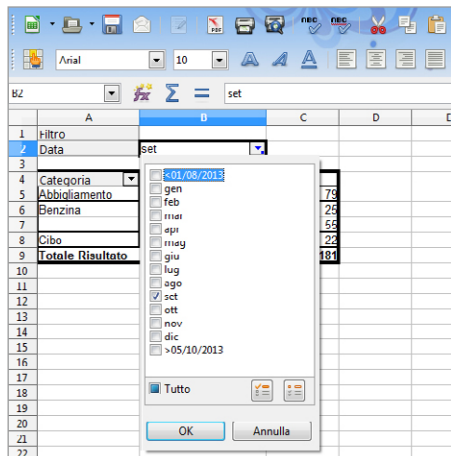 PDF ABC ABC
Arial 10
B2 set
A B C D E
1 Filtro
2 Data set
3
4 Categoria
5 Abbigliamento 79
6 Benzina 25
7 55
8 Cibo 22
9 Totale Risultato 181
10
11
12
13
14
15
16
17
18
19
20
21
22
<01/08/2013
gen
feb
mar
apr
mag
giu
lug
ago
set
ott
nov
dic
>05/10/2013
Tutto
OK Annulla